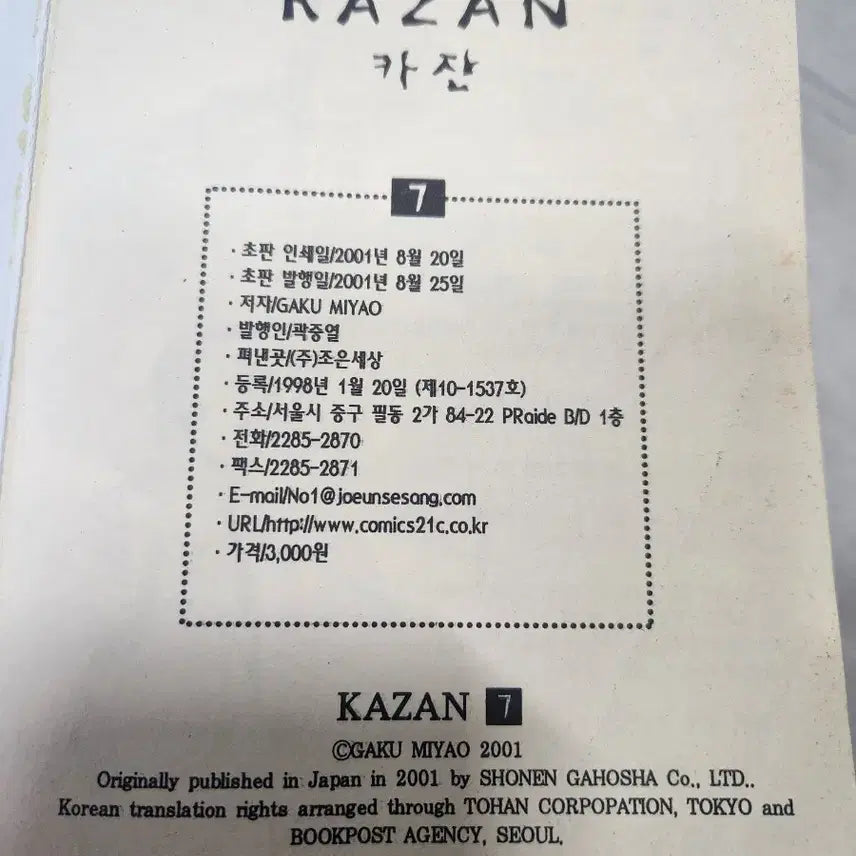 KAZAN
카잔
7
· 초판 인쇄일/2001년 8월 20일
· 초판 발행일/2001년 8월 25일
· 저자/GAKU MIYAO
· 발행인/곽중열
· 펴낸곳/(주)조은세상
· 등록/1998년 1월 20일 (제10-1537호)
· 주소/서울시 중구 필동 2가 84-22 PRaide B/D 1층
· 전화/2285-2870
· 팩스/2285-2871
· E-mail/No1@joeunsesang.com
· URL/http://www.comics21c.co.kr
· 가격/3,000원
KAZAN 7
©GAKU MIYAO 2001
Originally published in Japan in 2001 by SHONEN GAHOSHA Co., LTD..
Korean translation rights arranged through TOHAN CORPOPATION, TOKYO and
BOOKPOST AGENCY, SEOUL.